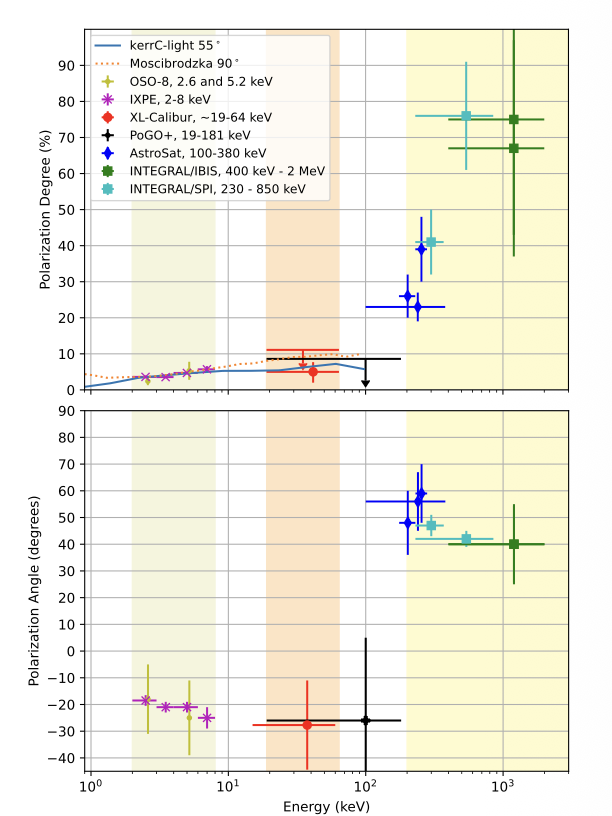 kerrC-light 55°
Moscibrodzka 90°
OSO-8, 2.6 and 5.2 keV
IXPE, 2-8 keV
XL-Calibur, ~19-64 keV
PoGO+, 19-181 keV
AstroSat, 100-380 keV
INTEGRAL/IBIS, 400 keV - 2 MeV
INTEGRAL/SPI, 230 - 850 keV
Polarization Degree (%)
90
80
70
60
50
40
30
20
10
0
Polarization Angle (degrees)
90
80
70
60
50
40
30
20
10
0
−10
−20
−30
−40
10⁰ 10¹ 10² 10³
Energy (keV)